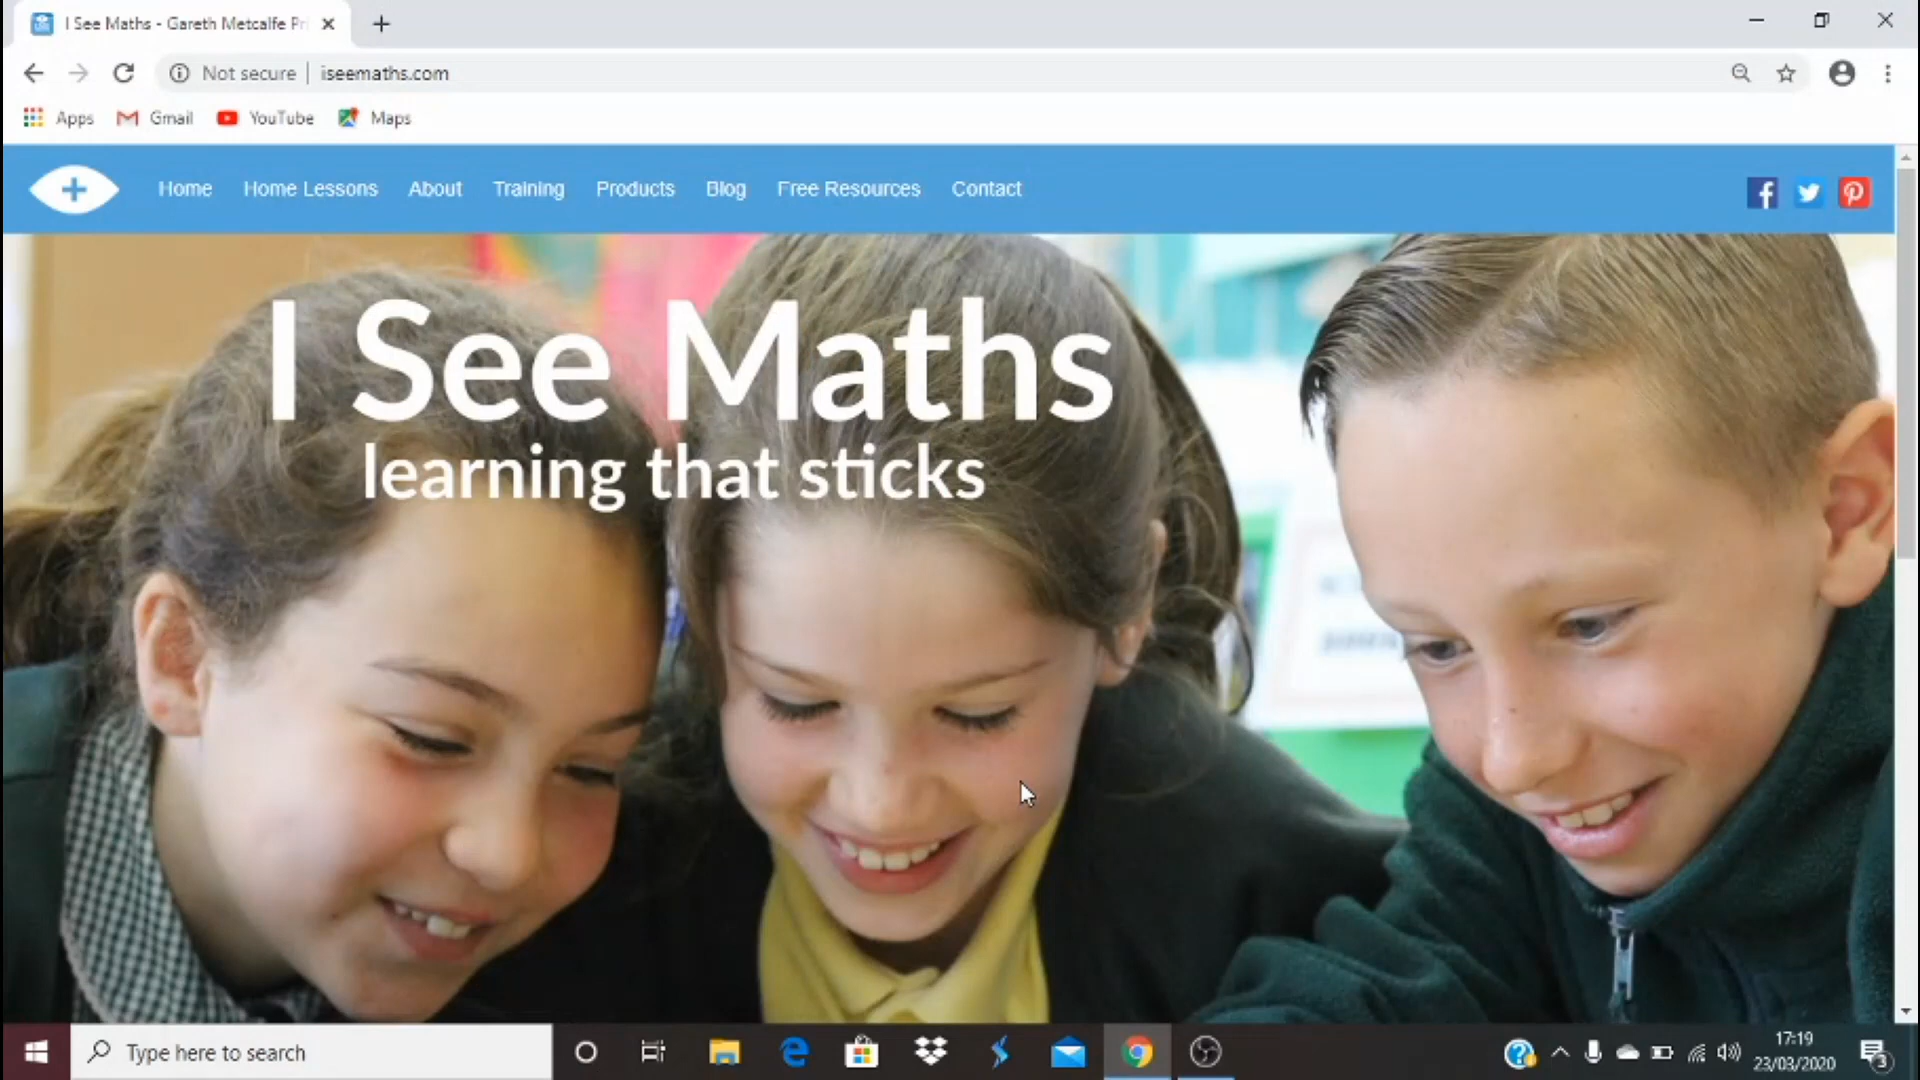 I See Maths - Gareth Metcalfe Pri
Not secure | iseemaths.com
Apps Gmail YouTube Maps
Home Home Lessons About Training Products Blog Free Resources Contact
I See Maths
learning that sticks
Type here to search
17:19
23/03/2020
3